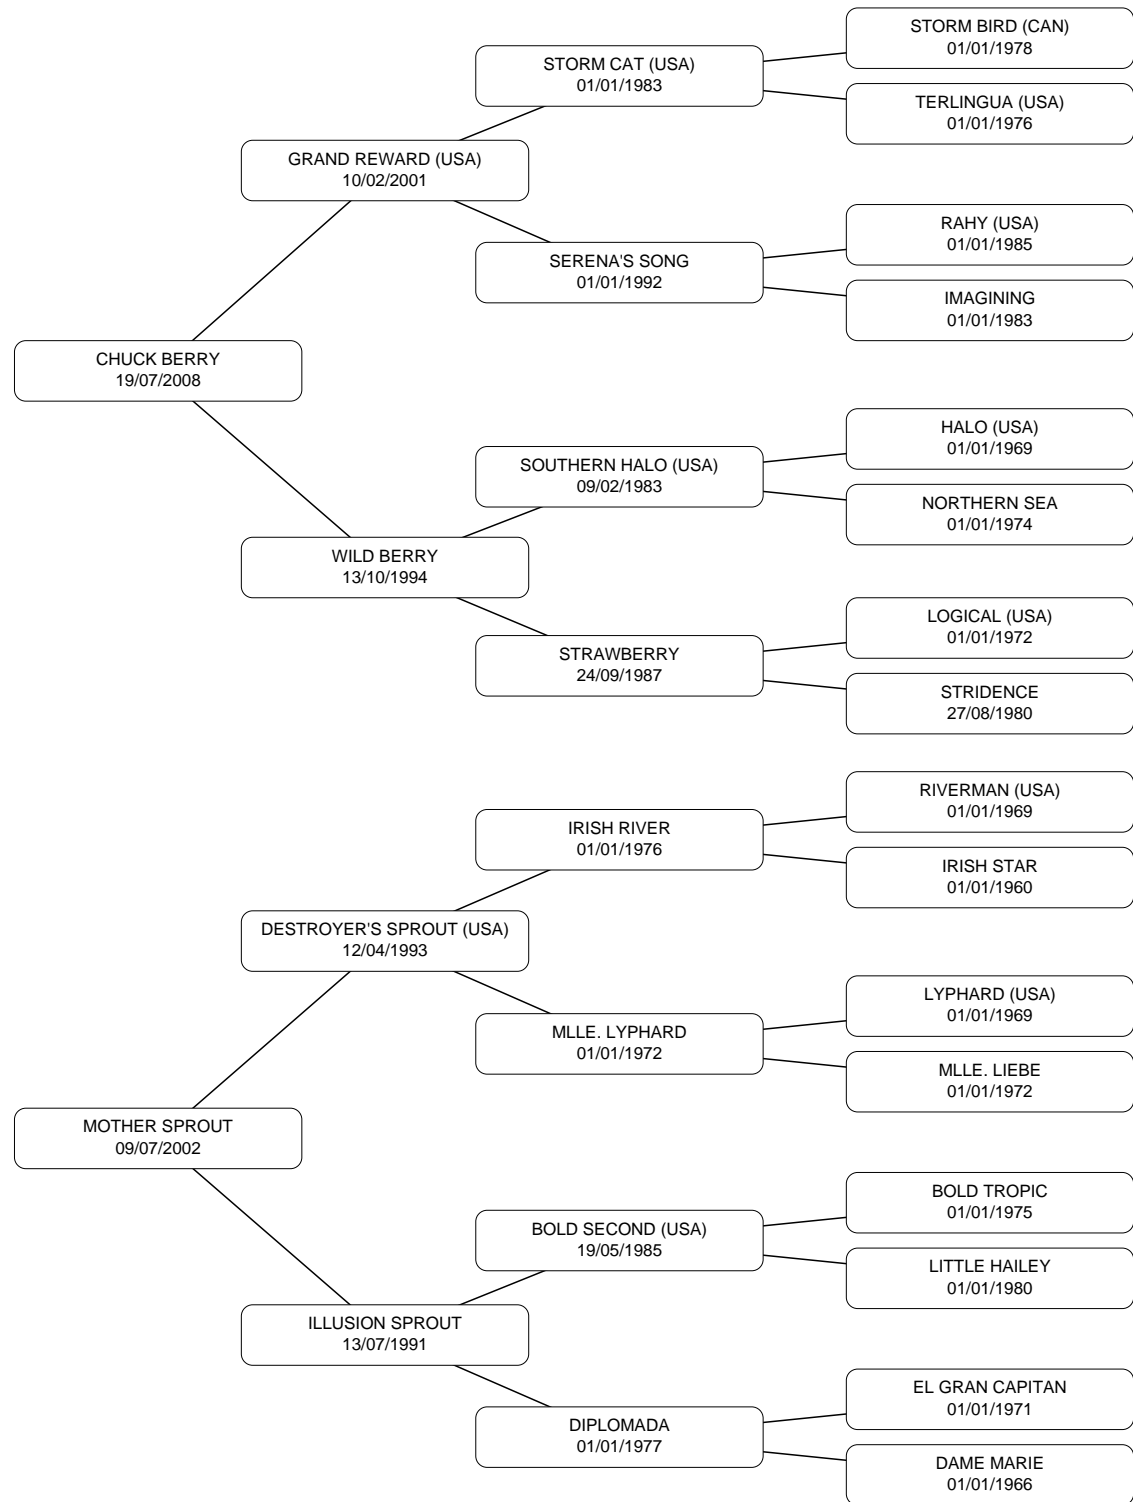 STORM BIRD (CAN)
01/01/1978
STORM CAT (USA)
01/01/1983
TERLINGUA (USA)
01/01/1976
GRAND REWARD (USA)
10/02/2001
RAHY (USA)
01/01/1985
SERENA'S SONG
01/01/1992
IMAGINING
01/01/1983
CHUCK BERRY
19/07/2008
HALO (USA)
01/01/1969
SOUTHERN HALO (USA)
09/02/1983
NORTHERN SEA
01/01/1974
WILD BERRY
13/10/1994
LOGICAL (USA)
01/01/1972
STRAWBERRY
24/09/1987
STRIDENCE
27/08/1980
RIVERMAN (USA)
01/01/1969
IRISH RIVER
01/01/1976
IRISH STAR
01/01/1960
DESTROYER'S SPROUT (USA)
12/04/1993
LYPHARD (USA)
01/01/1969
MLLE. LYPHARD
01/01/1972
MLLE. LIEBE
01/01/1972
MOTHER SPROUT
09/07/2002
BOLD TROPIC
01/01/1975
BOLD SECOND (USA)
19/05/1985
LITTLE HAILEY
01/01/1980
ILLUSION SPROUT
13/07/1991
EL GRAN CAPITAN
01/01/1971
DIPLOMADA
01/01/1977
DAME MARIE
01/01/1966